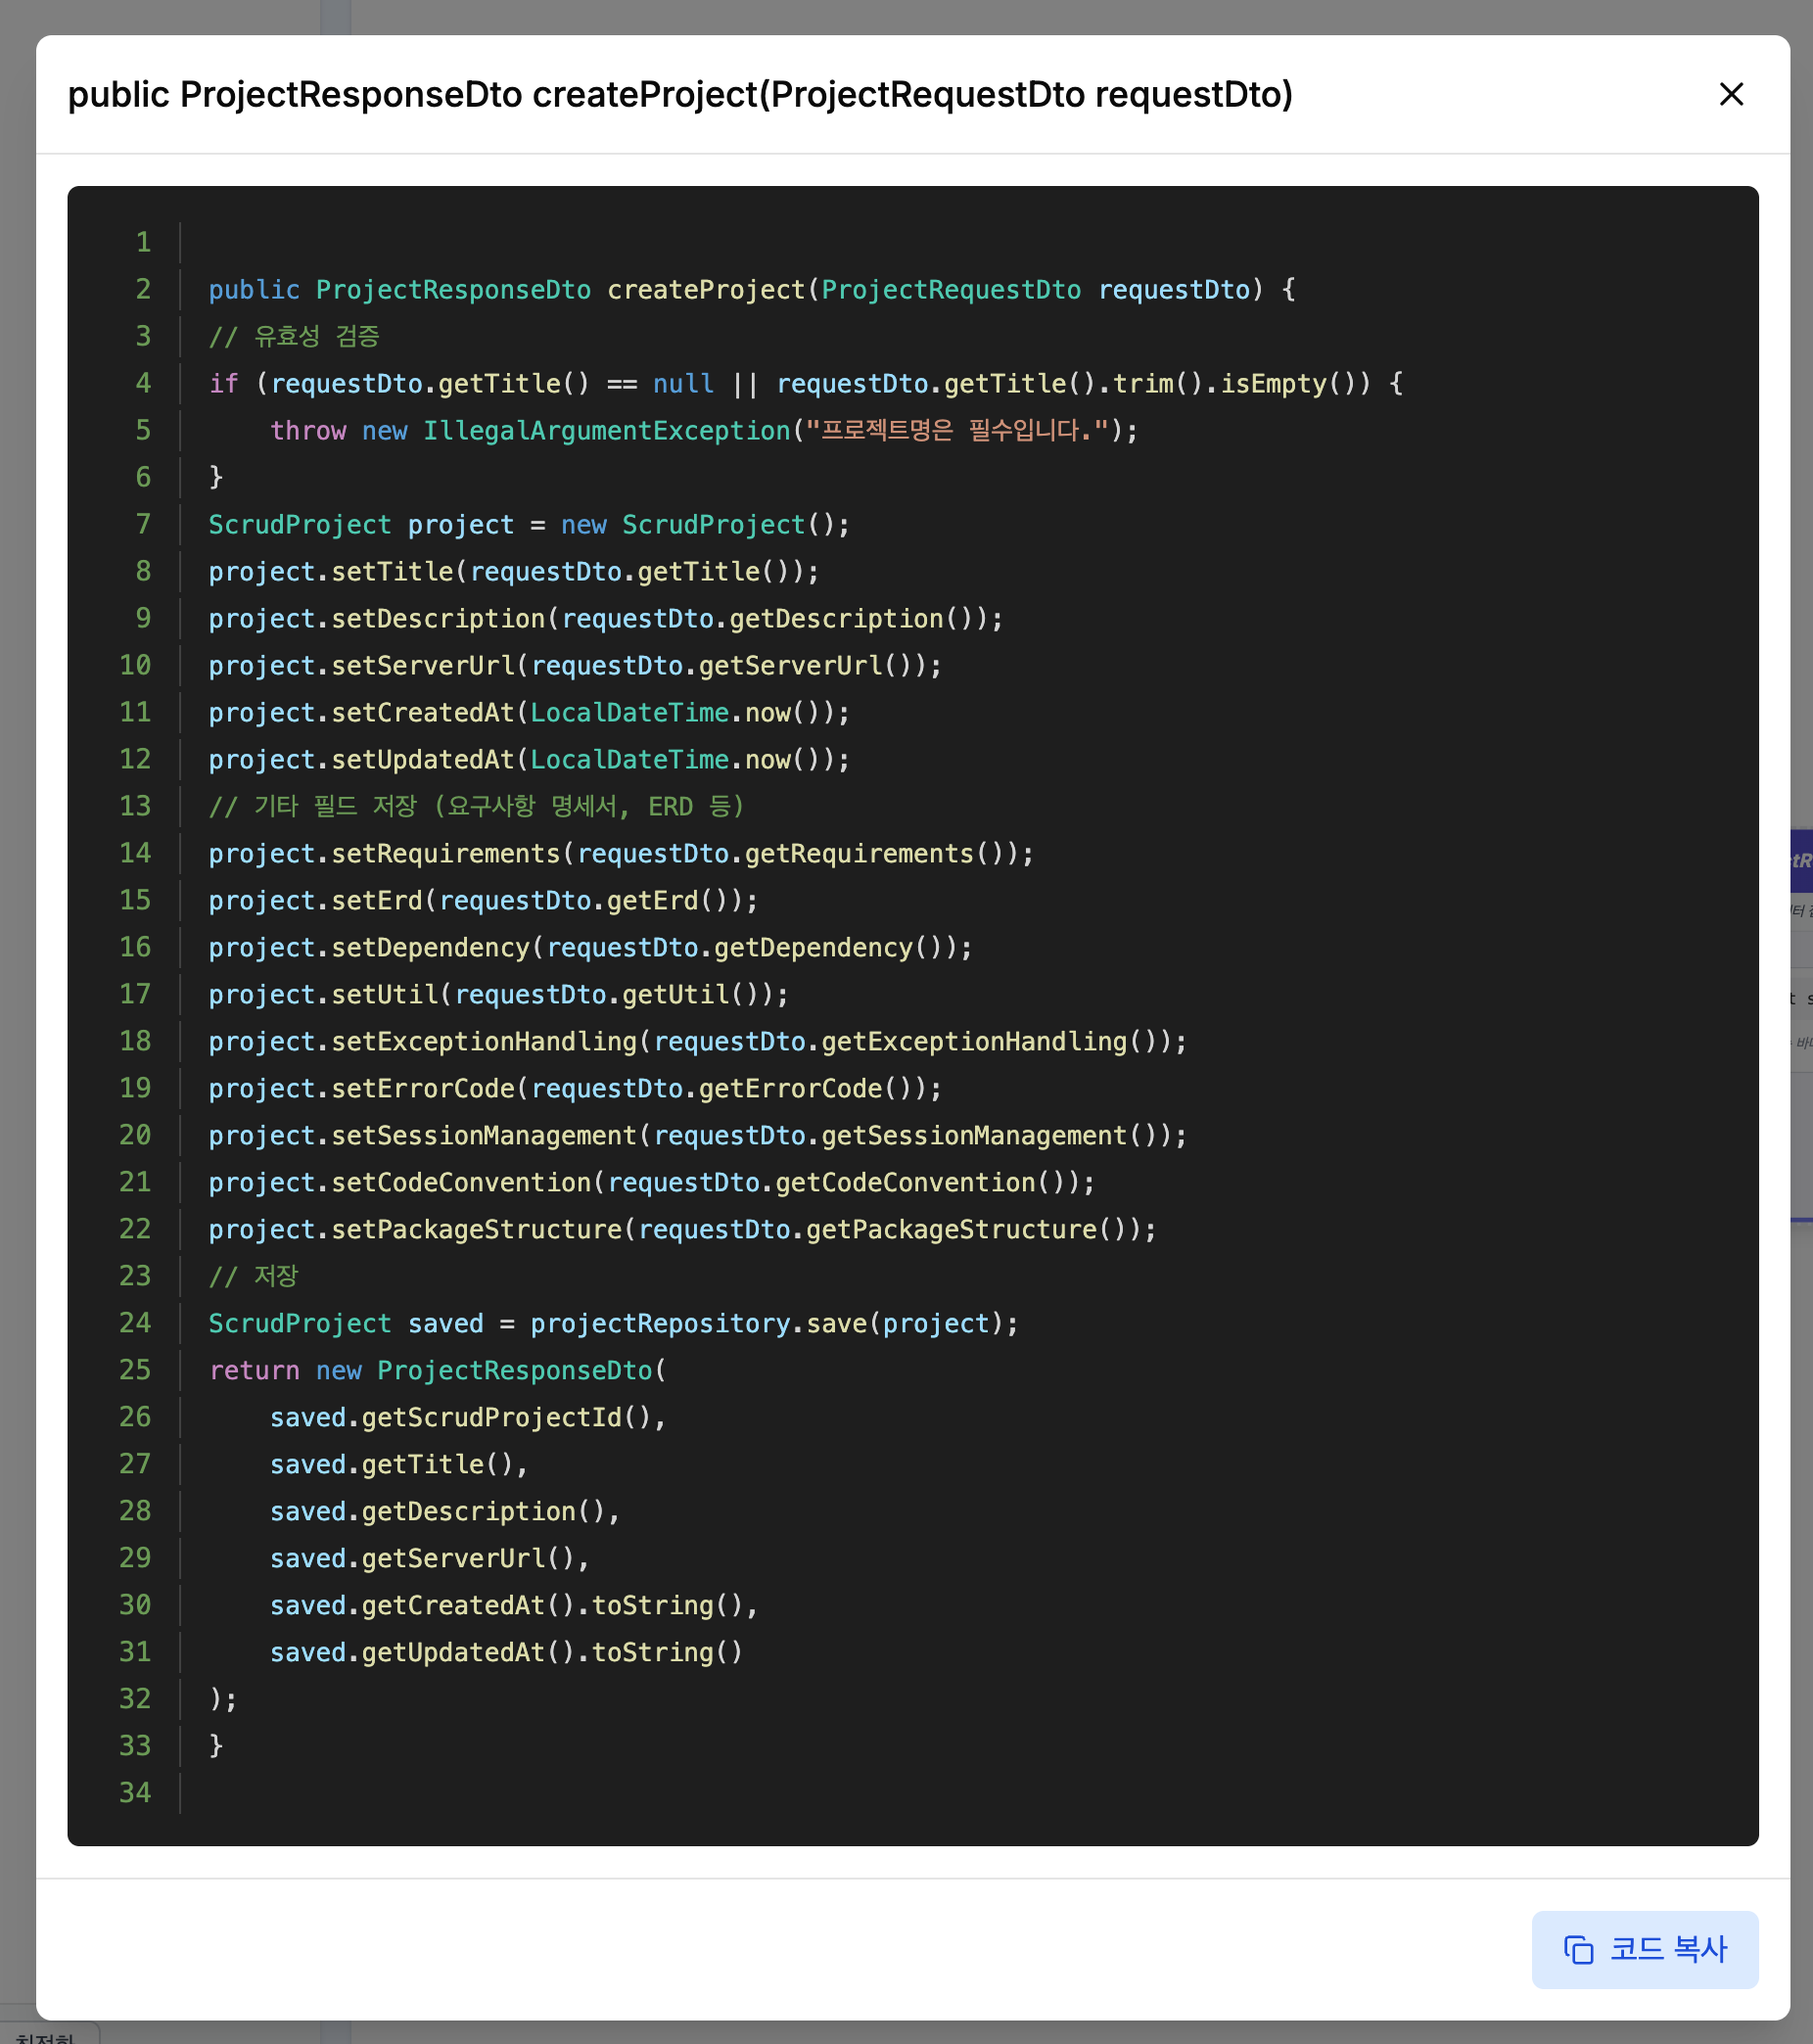 public ProjectResponseDto createProject(ProjectRequestDto requestDto)
1
2 public ProjectResponseDto createProject(ProjectRequestDto requestDto) {
3 // 유효성 검증
4 if (requestDto.getTitle() == null || requestDto.getTitle().trim().isEmpty()) {
5     throw new IllegalArgumentException("프로젝트명은 필수입니다.");
6 }
7 ScrudProject project = new ScrudProject();
8 project.setTitle(requestDto.getTitle());
9 project.setDescription(requestDto.getDescription());
10 project.setServerUrl(requestDto.getServerUrl());
11 project.setCreatedAt(LocalDateTime.now());
12 project.setUpdatedAt(LocalDateTime.now());
13 // 기타 필드 저장 (요구사항 명세서, ERD 등)
14 project.setRequirements(requestDto.getRequirements());
15 project.setErd(requestDto.getErd());
16 project.setDependency(requestDto.getDependency());
17 project.setUtil(requestDto.getUtil());
18 project.setExceptionHandling(requestDto.getExceptionHandling());
19 project.setErrorCode(requestDto.getErrorCode());
20 project.setSessionManagement(requestDto.getSessionManagement());
21 project.setCodeConvention(requestDto.getCodeConvention());
22 project.setPackageStructure(requestDto.getPackageStructure());
23 // 저장
24 ScrudProject saved = projectRepository.save(project);
25 return new ProjectResponseDto(
26     saved.getScrudProjectId(),
27     saved.getTitle(),
28     saved.getDescription(),
29     saved.getServerUrl(),
30     saved.getCreatedAt().toString(),
31     saved.getUpdatedAt().toString()
32 );
33 }
34
코드 복사